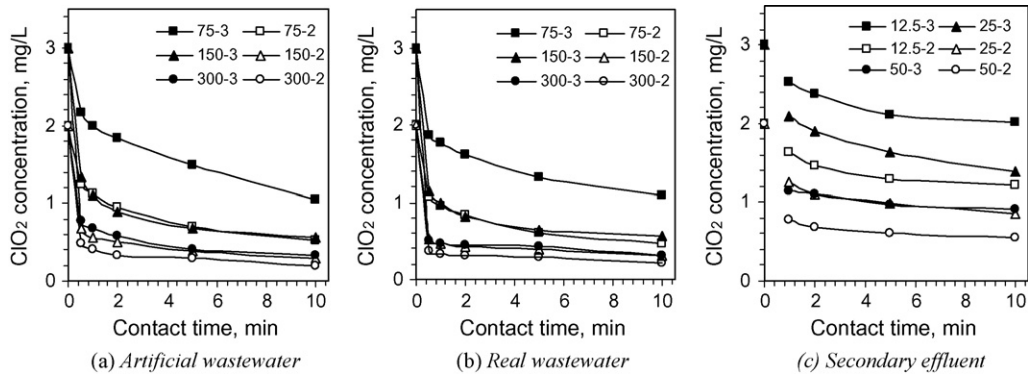 ClO2 concentration, mg/L
4
3
2
1
0
75-3 75-2
150-3 150-2
300-3 300-2
0 2 4 6 8 10
Contact time, min
(a) Artificial wastewater
ClO2 concentration, mg/L
4
3
2
1
0
75-3 75-2
150-3 150-2
300-3 300-2
0 2 4 6 8 10
Contact time, min
(b) Real wastewater
ClO2 concentration, mg/L
4
3
2
1
0
12.5-3 25-3
12.5-2 25-2
50-3 50-2
0 2 4 6 8 10
Contact time, min
(c) Secondary effluent